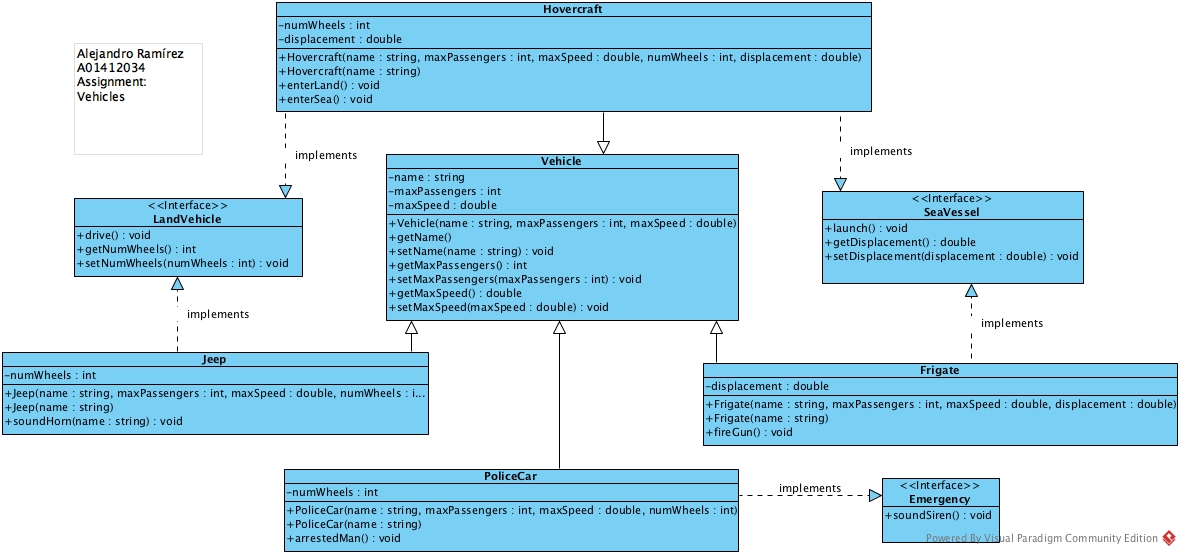 Alejandro Ramírez
A01412034
Assignment:
Vehicles
Hovercraft
-numWheels : int
-displacement : double
+Hovercraft(name : string, maxPassengers : int, maxSpeed : double, numWheels : int, displacement : double)
+Hovercraft(name : string)
+enterLand() : void
+enterSea() : void
implements
implements
<<Interface>>
LandVehicle
+drive() : void
+getNumWheels() : int
+setNumWheels(numWheels : int) : void
Vehicle
-name : string
-maxPassengers : int
-maxSpeed : double
+Vehicle(name : string, maxPassengers : int, maxSpeed : double)
+getName()
+setName(name : string) : void
+getMaxPassengers() : int
+setMaxPassengers(maxPassengers : int) : void
+getMaxSpeed() : double
+setMaxSpeed(maxSpeed : double) : void
<<Interface>>
SeaVessel
+launch() : void
+getDisplacement() : double
+setDisplacement(displacement : double) : void
implements
implements
Jeep
-numWheels : int
+Jeep(name : string, maxPassengers : int, maxSpeed : double, numWheels : i...
+Jeep(name : string)
+soundHorn(name : string) : void
Frigate
-displacement : double
+Frigate(name : string, maxPassengers : int, maxSpeed : double, displacement : double)
+Frigate(name : string)
+fireGun() : void
PoliceCar
-numWheels : int
+PoliceCar(name : string, maxPassengers : int, maxSpeed : double, numWheels : int)
+PoliceCar(name : string)
+arrestedMan() : void
implements
<<Interface>>
Emergency
+soundSiren() : void
Powered By Visual Paradigm Community Edition